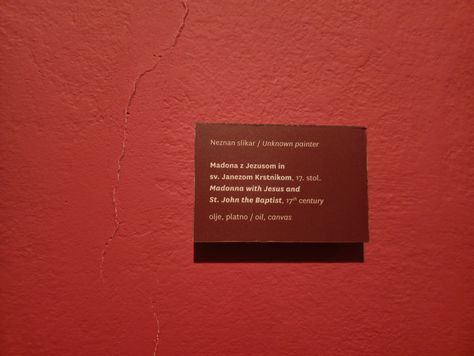 Neznan slikar / Unknown painter
Madona z Jezusom in
sv. Janezom Krstnikom, 17. stol.
Madonna with Jesus and
St. John the Baptist, 17th century
olje, platno / oil, canvas